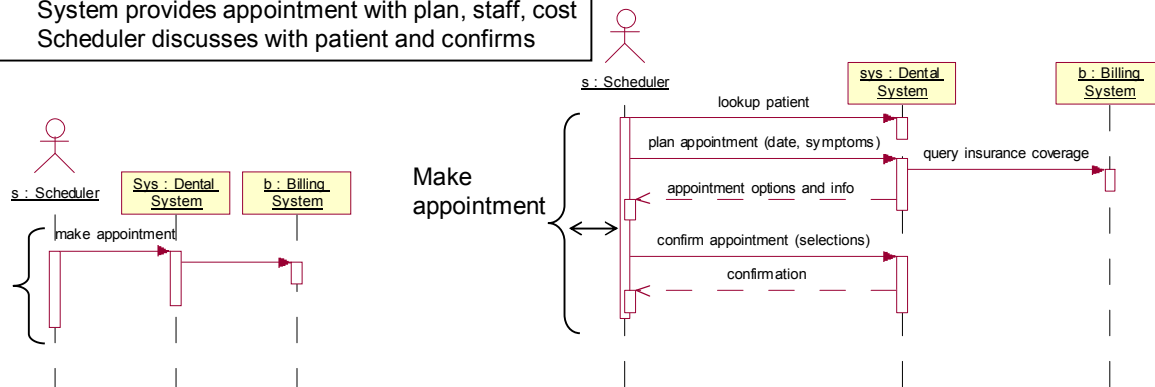 System provides appointment with plan, staff, cost
Scheduler discusses with patient and confirms
s : Scheduler
Sys : Dental
System
b : Billing
System
make appointment
Make
appointment
s : Scheduler
sys : Dental
System
b : Billing
System
lookup patient
plan appointment (date, symptoms)
query insurance coverage
appointment options and info
confirm appointment (selections)
confirmation